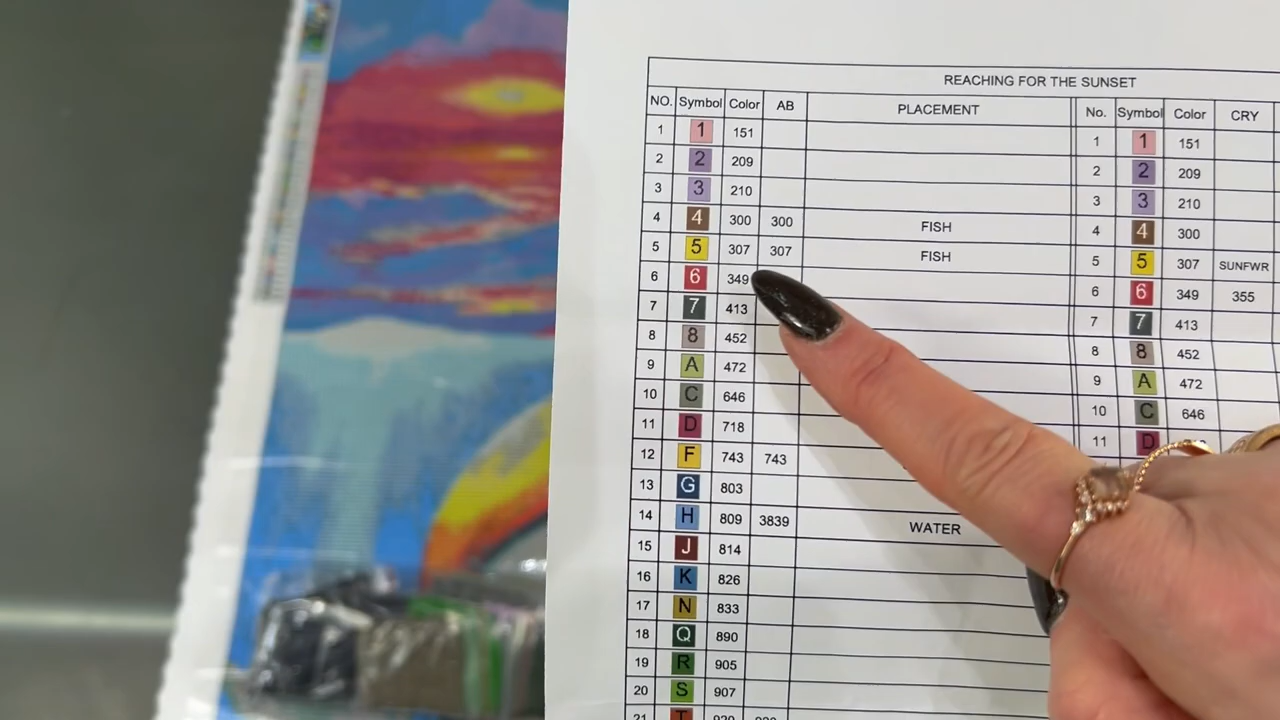 REACHING FOR THE SUNSET
NO. Symbol Color AB PLACEMENT No. Symbol Color CRY
1 1 151 1 1 151
2 2 209 2 2 209
3 3 210 3 3 210
4 4 300 300 FISH 4 4 300
5 5 307 307 FISH 5 5 307 SUNFWR
6 6 349 6 6 349 355
7 7 413 7 7 413
8 8 452 8 8 452
9 A 472 9 A 472
10 C 646 10 C 646
11 D 718 11 D
12 F 743 743
13 G 803
14 H 809 3839 WATER
15 J 814
16 K 826
17 N 833
18 Q 890
19 R 905
20 S 907
21 T 920